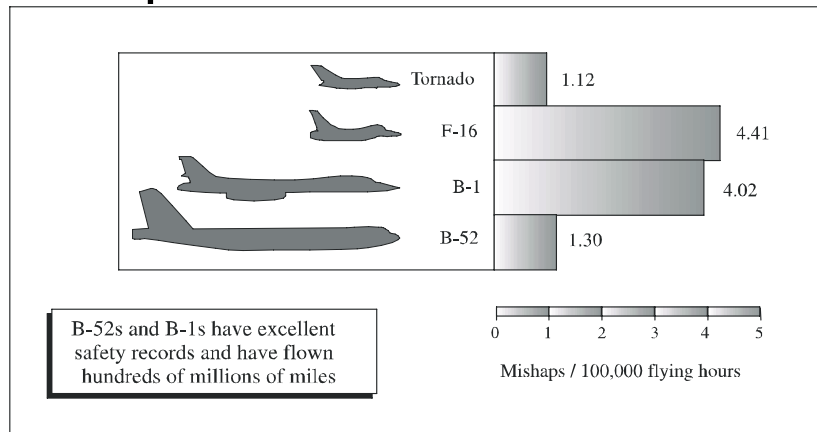 Tornado
1.12
F-16
4.41
B-1
4.02
B-52
1.30
B-52s and B-1s have excellent
safety records and have flown
hundreds of millions of miles
0 1 2 3 4 5
Mishaps / 100,000 flying hours